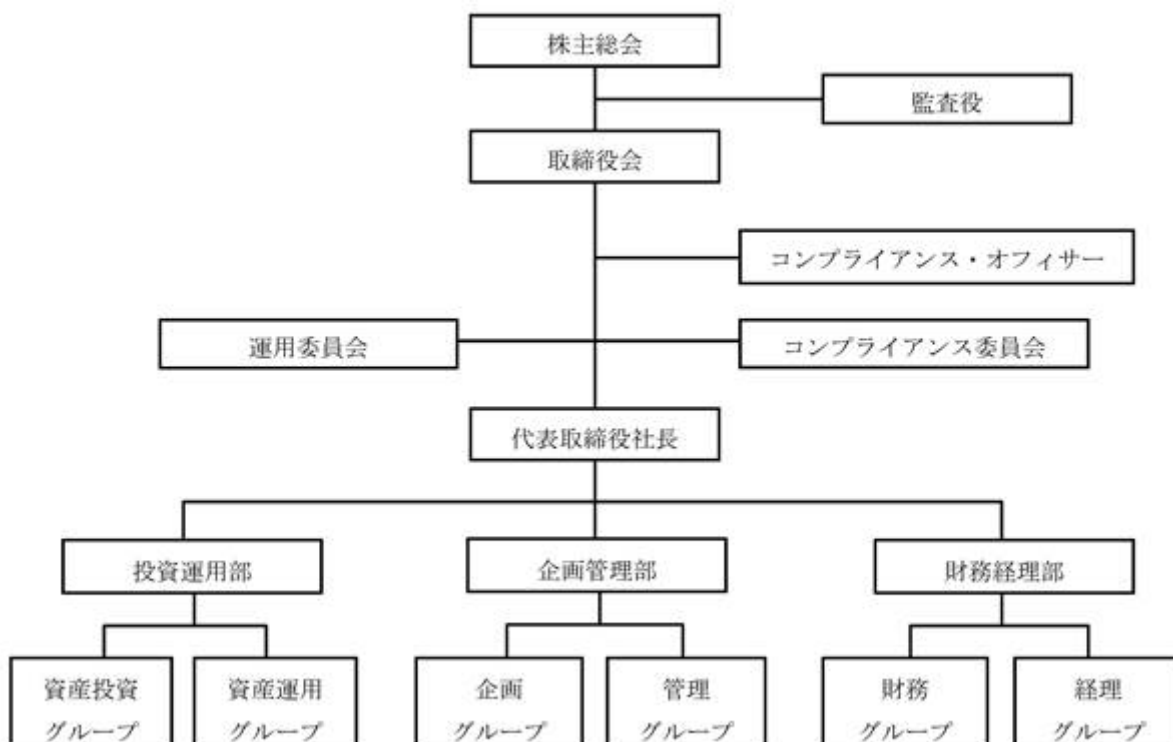 株主総会
監査役
取締役会
コンプライアンス・オフィサー
運用委員会
コンプライアンス委員会
代表取締役社長
投資運用部
企画管理部
財務経理部
資産投資
グループ
資産運用
グループ
企画
グループ
管理
グループ
財務
グループ
経理
グループ